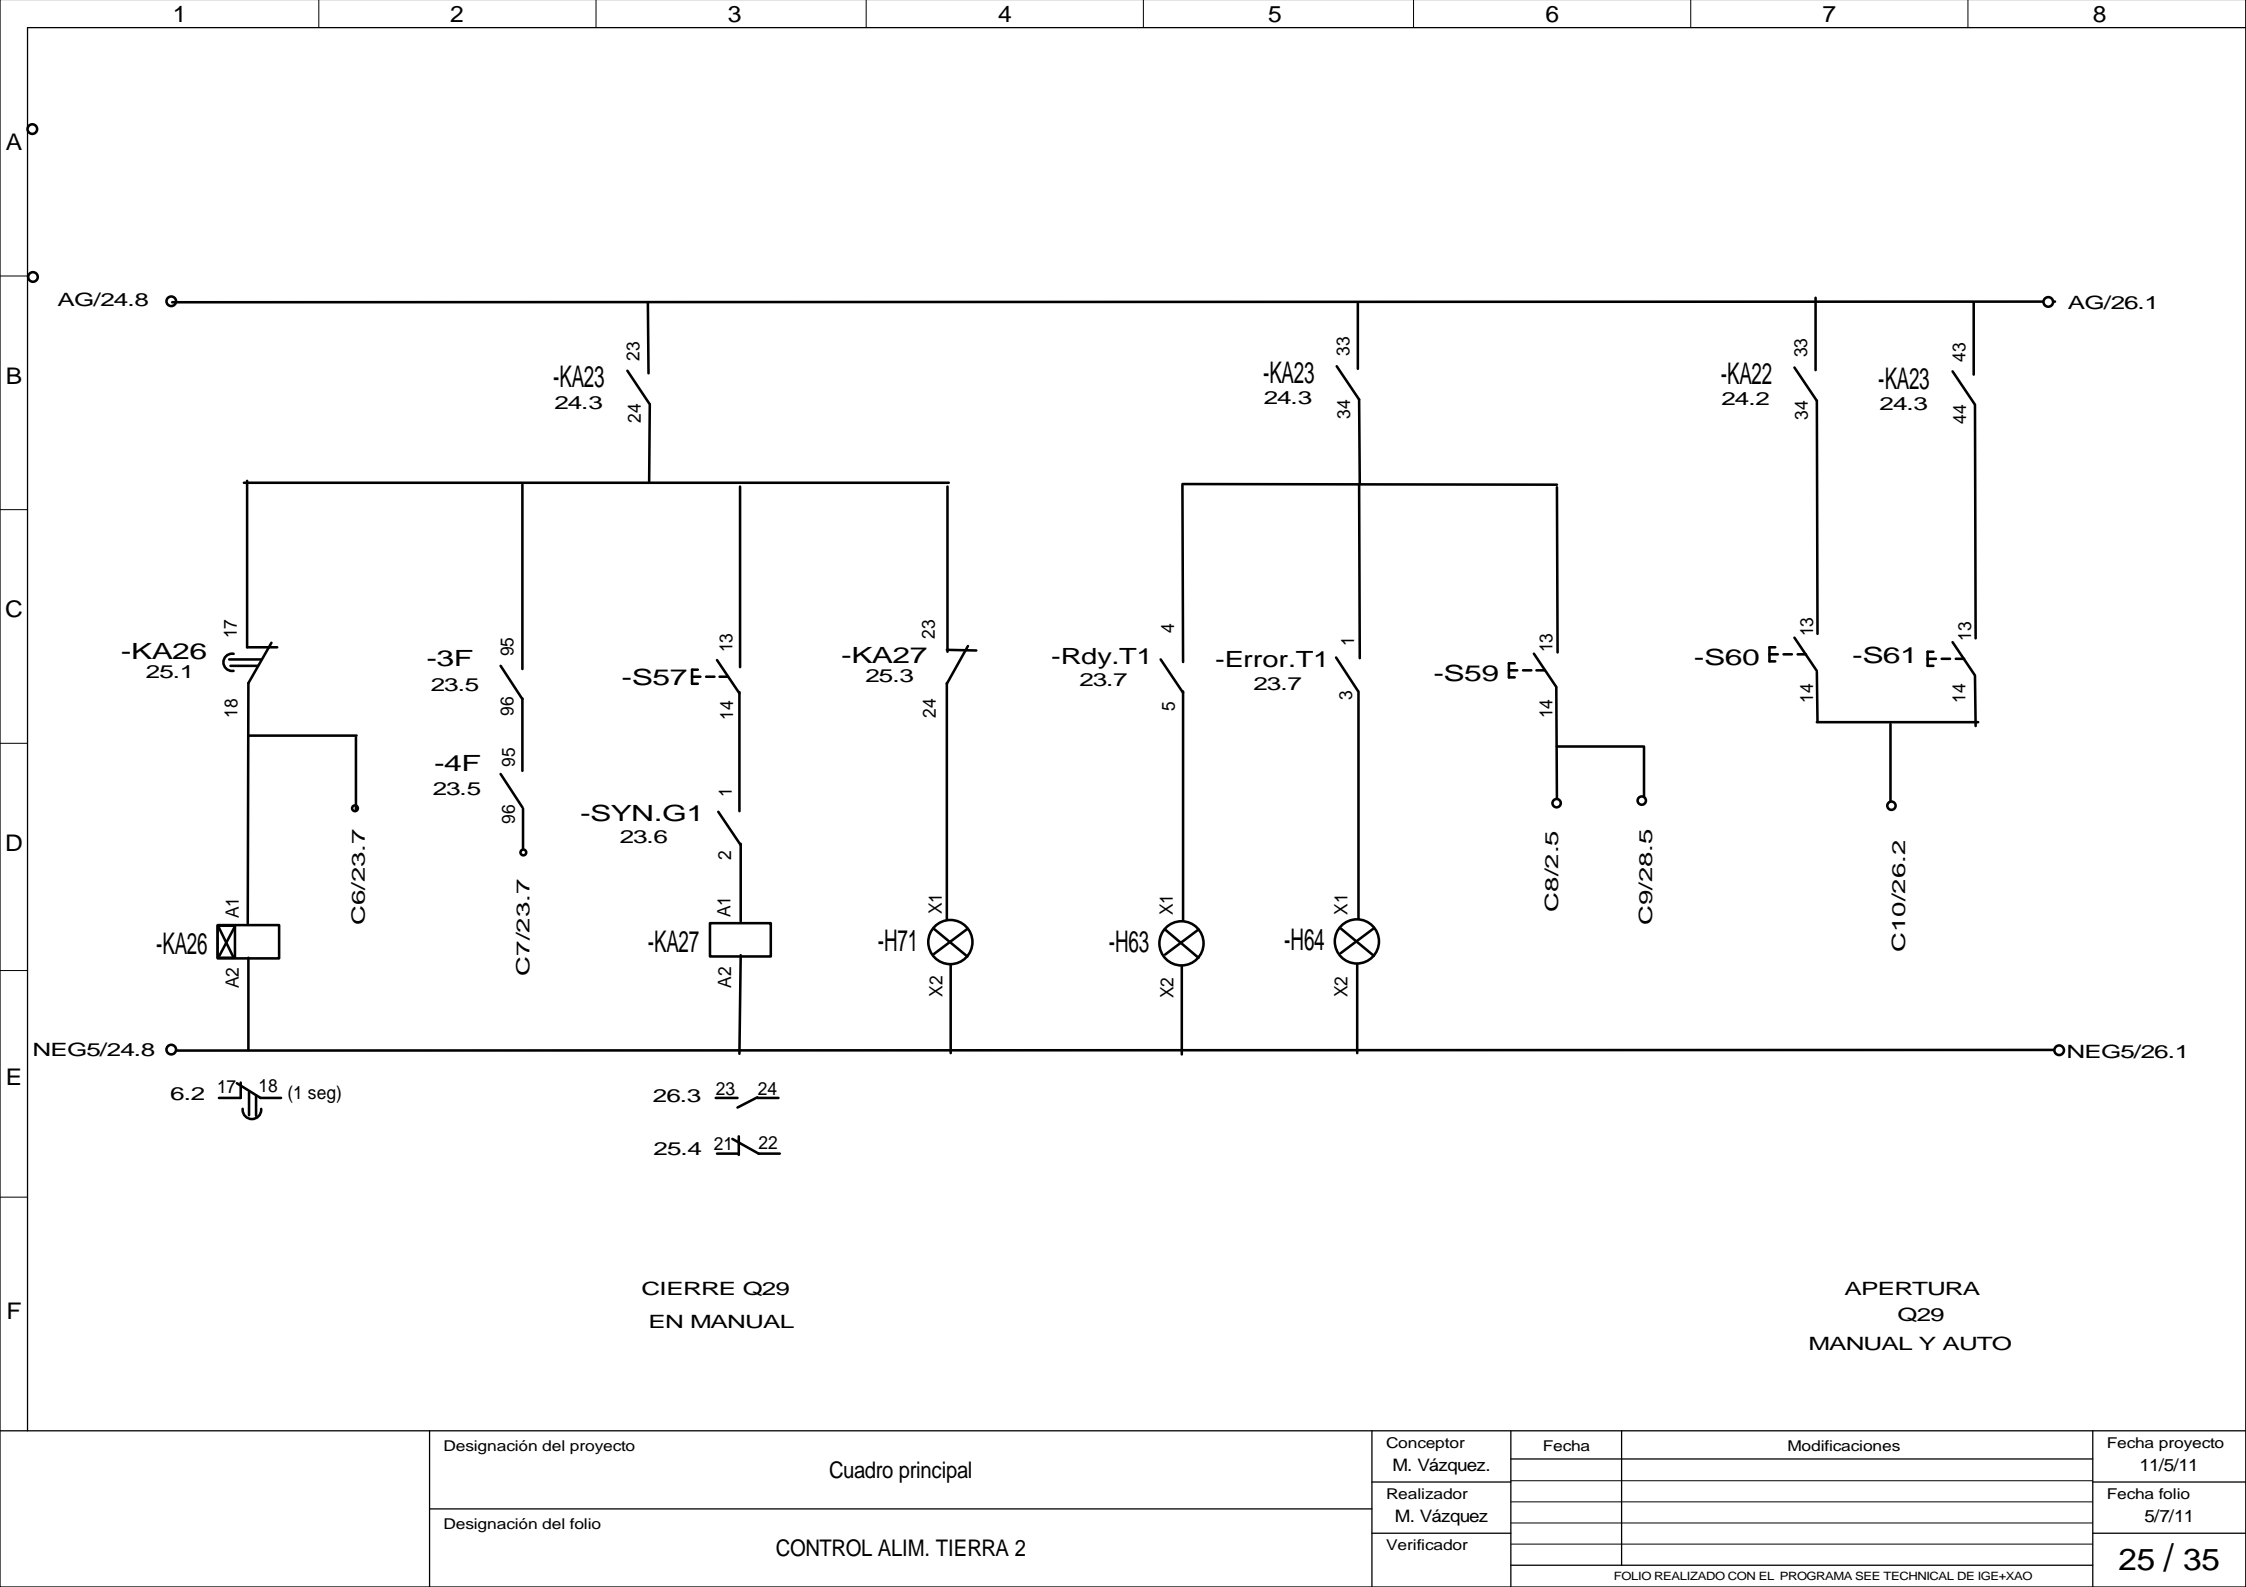 1 2 3 4 5 6 7 8
A
B
C
D
E
F
AG/24.8
AG/26.1
-KA23
24.3
23
24
-KA23
24.3
33
34
-KA22
24.2
33
34
-KA23
24.3
43
44
-KA26
25.1
17
18
-3F
23.5
95
96
-4F
23.5
95
96
-S57
13
14
-SYN.G1
23.6
1
2
-KA27
25.3
23
24
-Rdy.T1
23.7
4
5
-Error.T1
23.7
1
3
-S59
13
14
-S60
13
14
-S61
13
14
C6/23.7
C7/23.7
C8/2.5
C9/28.5
C10/26.2
-KA26
A1
A2
-KA27
A1
A2
-H71
X1
X2
-H63
X1
X2
-H64
X1
X2
NEG5/24.8
NEG5/26.1
6.2 17 18 (1 seg)
26.3 23 24
25.4 21 22
CIERRE Q29
EN MANUAL
APERTURA
Q29
MANUAL Y AUTO
Designación del proyecto
Cuadro principal
Designación del folio
CONTROL ALIM. TIERRA 2
Conceptor
M. Vázquez.
Realizador
M. Vázquez
Verificador
Fecha
Modificaciones
FOLIO REALIZADO CON EL PROGRAMA SEE TECHNICAL DE IGE+XAO
Fecha proyecto
11/5/11
Fecha folio
5/7/11
25 / 35